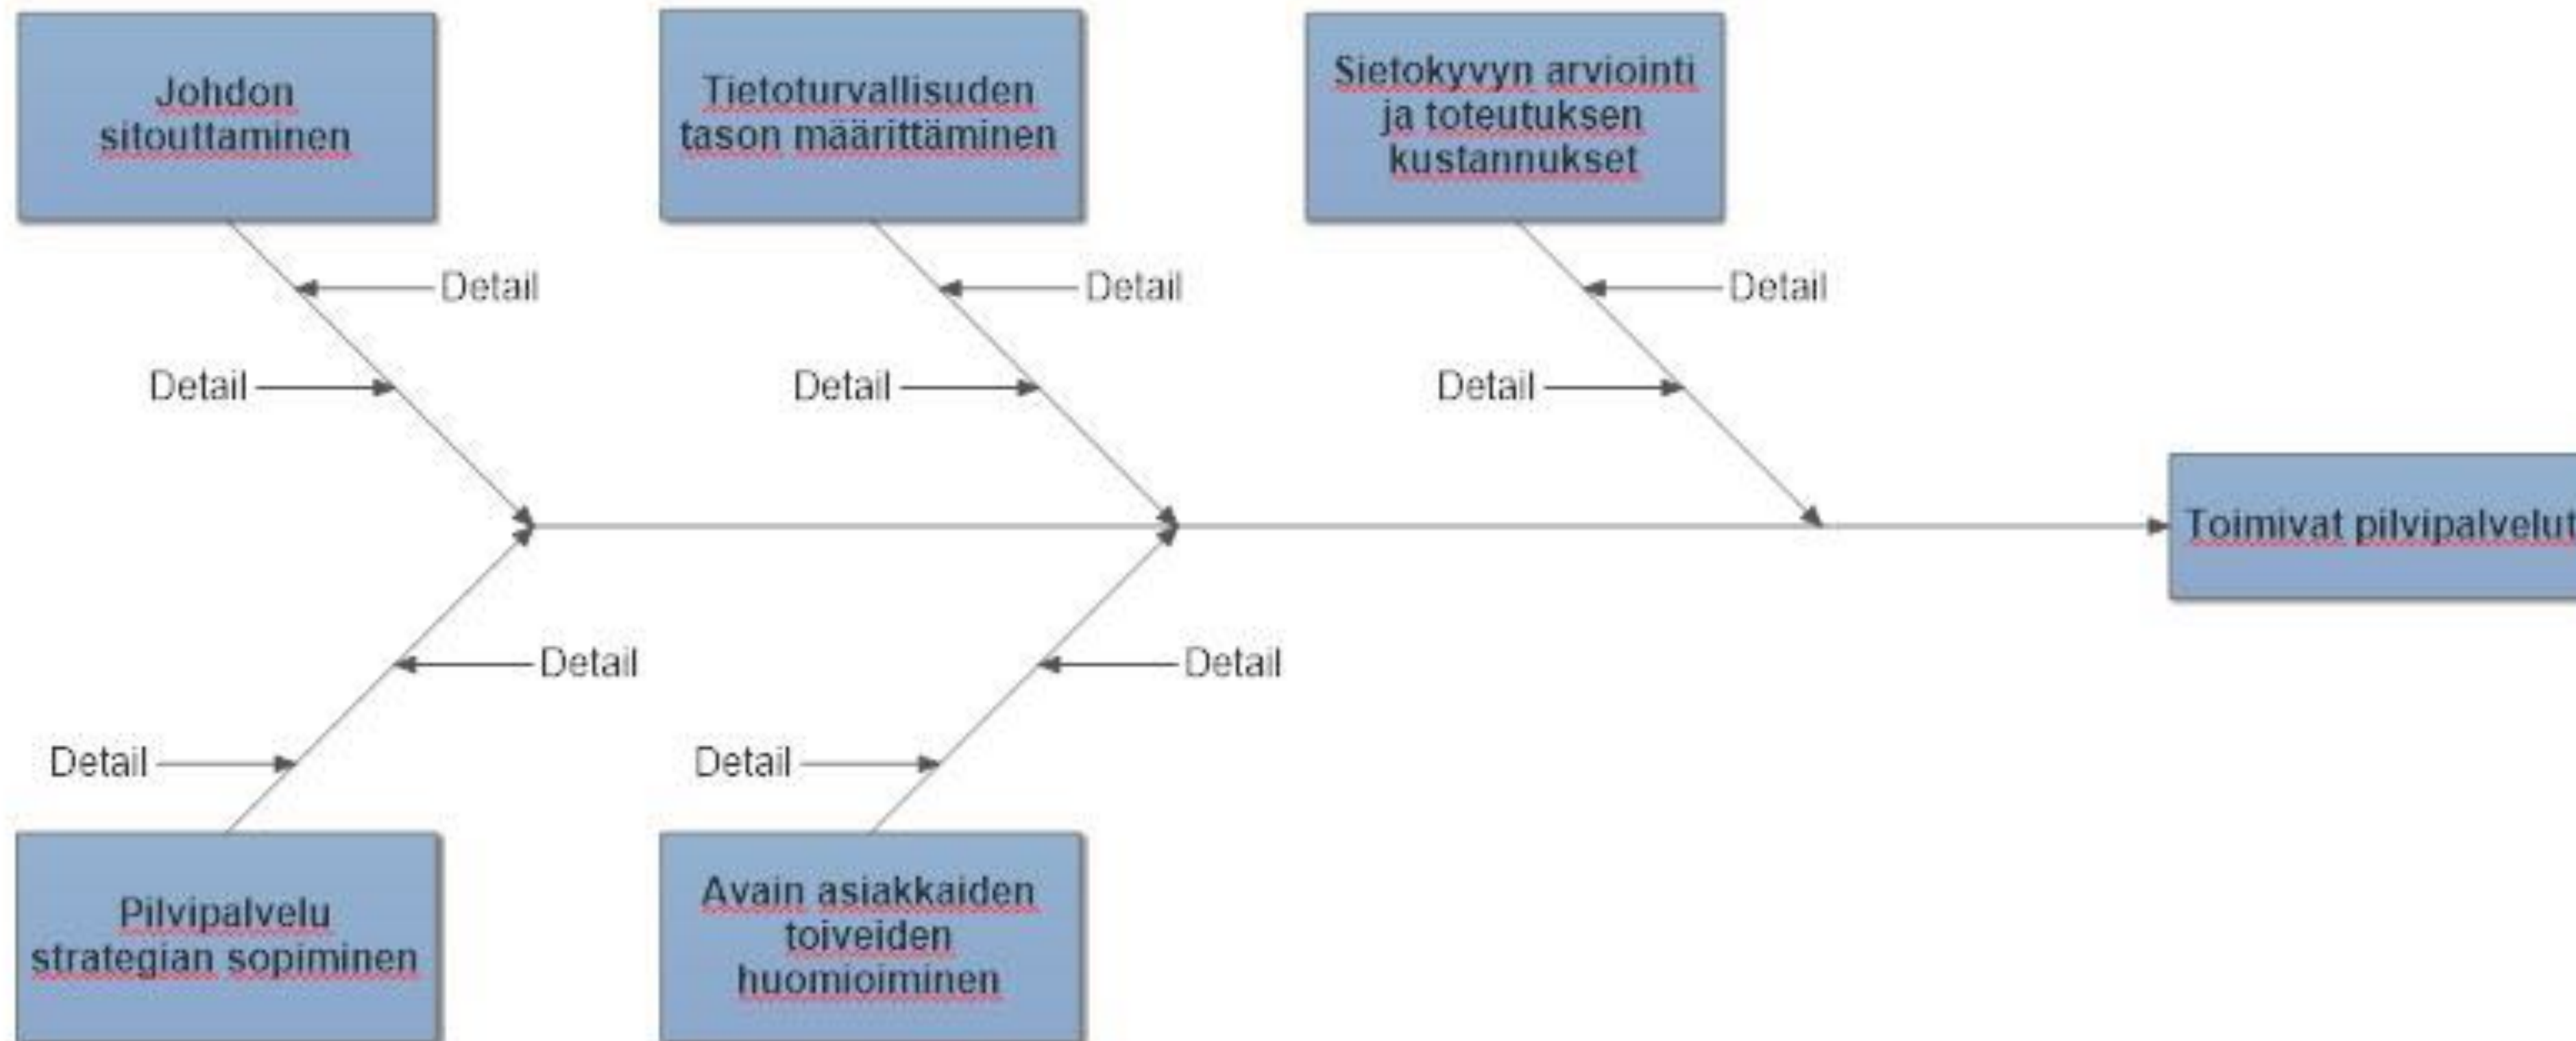 Johdon
sitouttaminen
Tietoturvallisuden
tason määrittäminen
Sietokyvyn arviointi
ja toteutuksen
kustannukset
Detail
Detail
Detail
Detail
Detail
Detail
Toimivat pilvipalvelut
Detail
Detail
Detail
Detail
Pilvipalvelu
strategian sopiminen
Avain asiakkaiden
toiveiden
huomioiminen